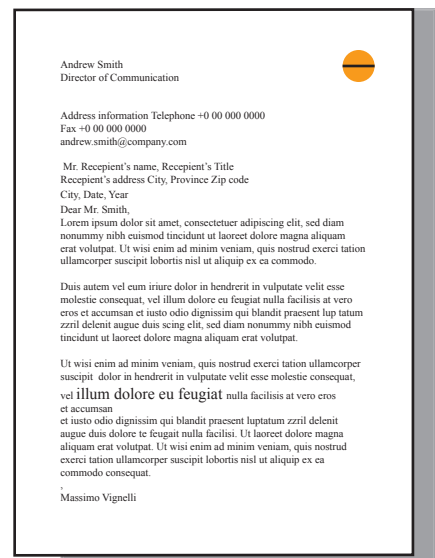 Andrew Smith
Director of Communication
Address information Telephone +0 00 000 0000
Fax +0 00 000 0000
andrew.smith@company.com
Mr. Recepient’s name, Recepient’s Title
Recepient’s address City, Province Zip code
City, Date, Year
Dear Mr. Smith,
Lorem ipsum dolor sit amet, consectetuer adipiscing elit, sed diam
nonummy nibh euismod tincidunt ut laoreet dolore magna aliquam
erat volutpat. Ut wisi enim ad minim veniam, quis nostrud exerci tation
ullamcorper suscipit lobortis nisl ut aliquip ex ea commodo.
Duis autem vel eum iriure dolor in hendrerit in vulputate velit esse
molestie consequat, vel illum dolore eu feugiat nulla facilisis at vero
eros et accumsan et iusto odio dignissim qui blandit praesent lup tatum
zzril delenit augue duis scing elit, sed diam nonummy nibh euismod
tincidunt ut laoreet dolore magna aliquam erat volutpat.
Ut wisi enim ad minim veniam, quis nostrud exerci tation ullamcorper
suscipit dolor in hendrerit in vulputate velit esse molestie consequat,
vel illum dolore eu feugiat nulla facilisis at vero eros
et accumsan
et iusto odio dignissim qui blandit praesent luptatum zzril delenit
augue duis dolore te feugait nulla facilisi. Ut laoreet dolore magna
aliquam erat volutpat. Ut wisi enim ad minim veniam, quis nostrud
exerci tation ullamcorper suscipit lobortis nisl ut aliquip ex ea
commodo consequat.
,
Massimo Vignelli